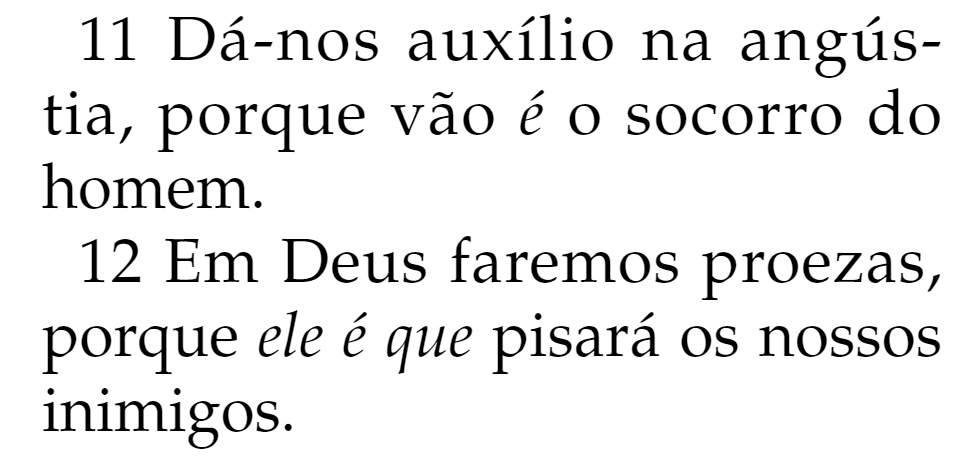 11 Dá-nos auxílio na angús-
tia, porque vão é o socorro do
homem.
12 Em Deus faremos proezas,
porque ele é que pisará os nossos
inimigos.